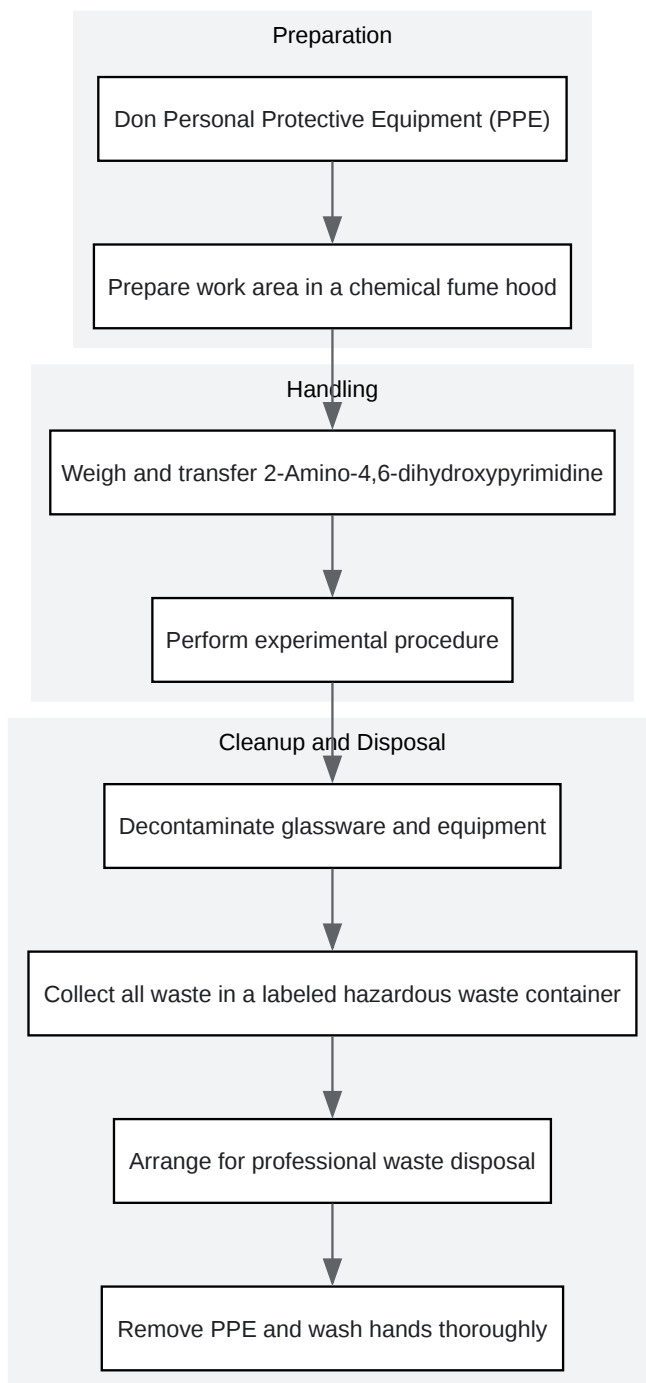 Preparation
Don Personal Protective Equipment (PPE)
Prepare work area in a chemical fume hood
Handling
Weigh and transfer 2-Amino-4,6-dihydroxypyrimidine
Perform experimental procedure
Cleanup and Disposal
Decontaminate glassware and equipment
Collect all waste in a labeled hazardous waste container
Arrange for professional waste disposal
Remove PPE and wash hands thoroughly